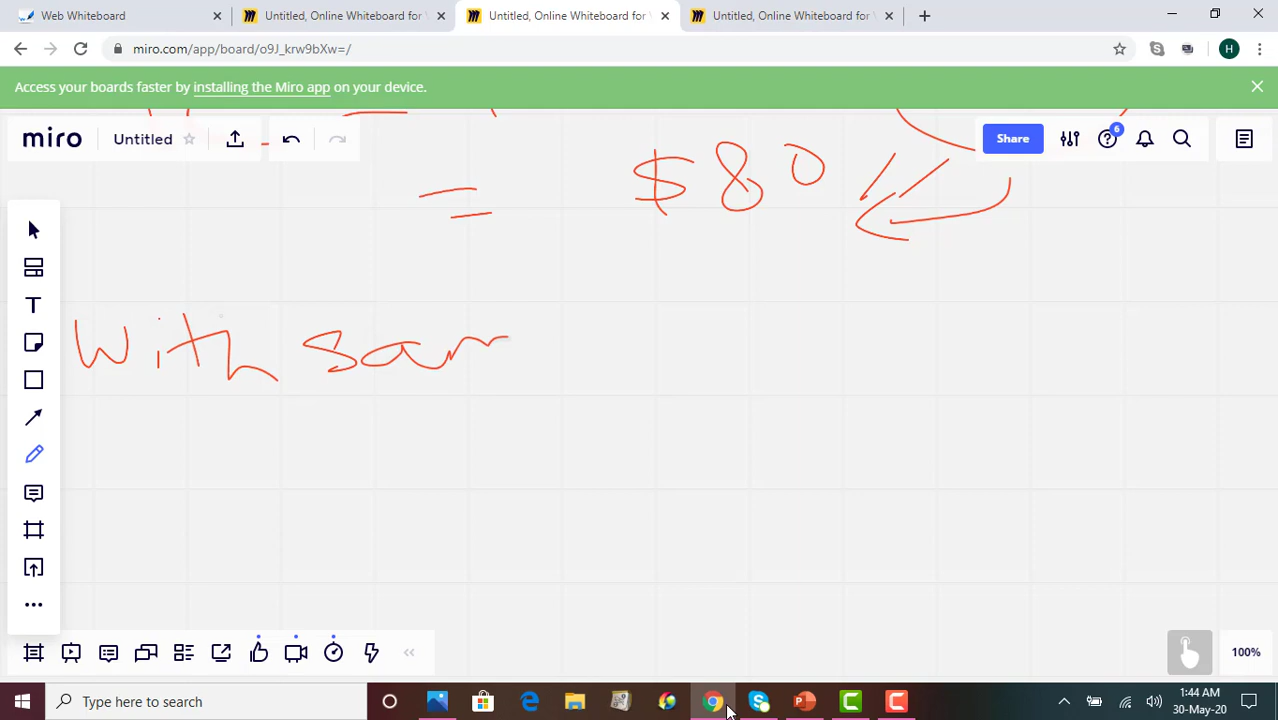 Web Whiteboard
Untitled, Online Whiteboard for
Untitled, Online Whiteboard for
Untitled, Online Whiteboard for
miro.com/app/board/o9J_krw9bXw=/
H
Access your boards faster by installing the Miro app on your device.
miro
Untitled
Share
6
= $80
With sam
T
100%
Type here to search
1:44 AM
30-May-20